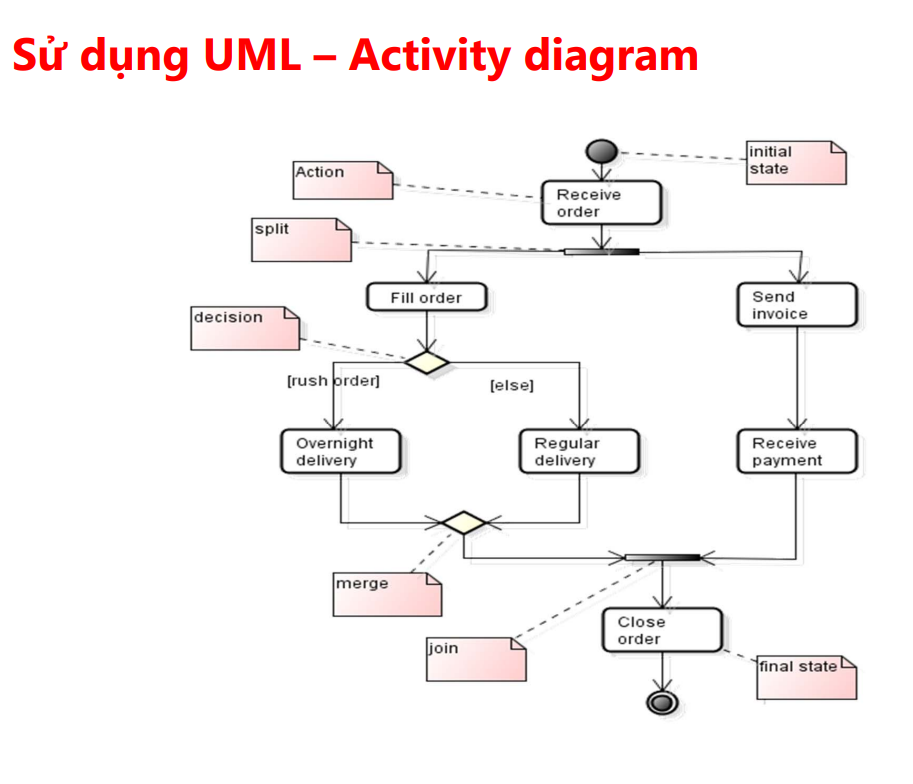 Sử dụng UML – Activity diagram
initial
state
Action
Receive
order
split
Fill order
Send
invoice
decision
[rush order]
[else]
Overnight
delivery
Regular
delivery
Receive
payment
merge
join
Close
order
final state